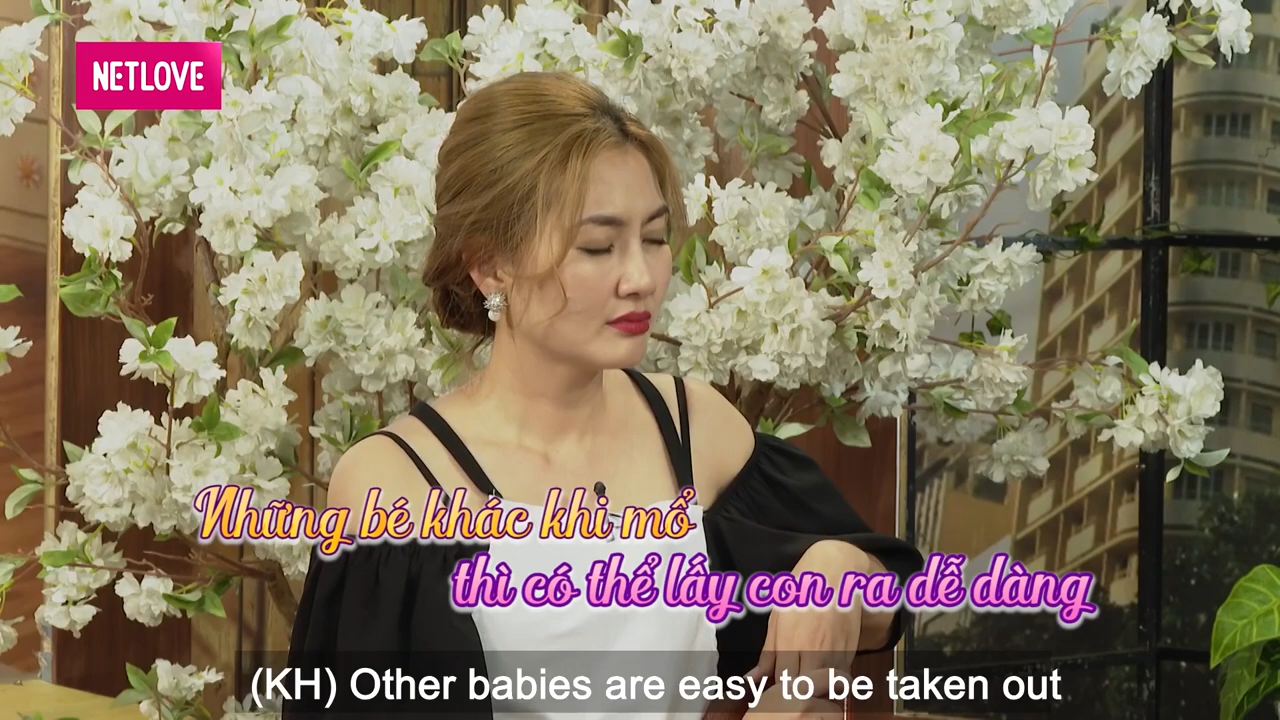 NETLOVE
Những bé khác khi mổ
thì có thể lấy con ra dễ dàng
(KH) Other babies are easy to be taken out